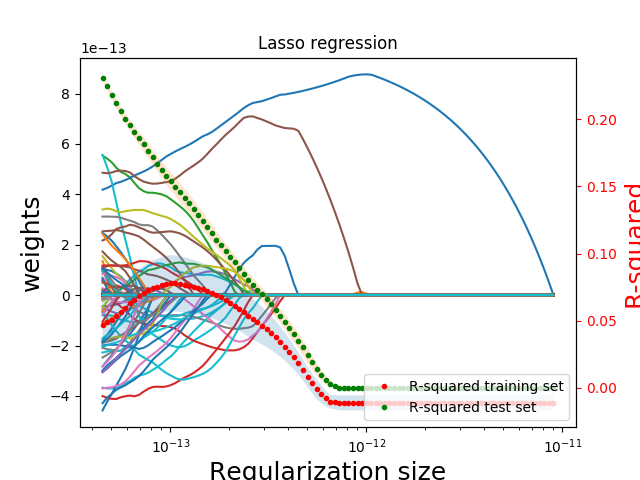 Lasso regression
1e−13
8
6
4
2
0
−2
−4
weights
0.20
0.15
0.10
0.05
0.00
R-squared
R-squared training set
R-squared test set
10⁻¹³
10⁻¹²
10⁻¹¹
Regularization size